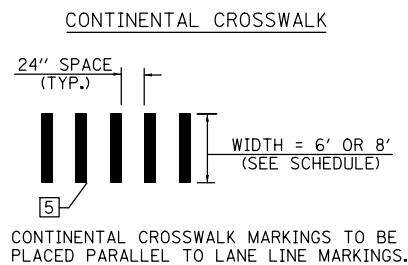 CONTINENTAL CROSSWALK
24" SPACE
(TYP.)
WIDTH = 6' OR 8'
(SEE SCHEDULE)
5
CONTINENTAL CROSSWALK MARKINGS TO BE
PLACED PARALLEL TO LANE LINE MARKINGS.